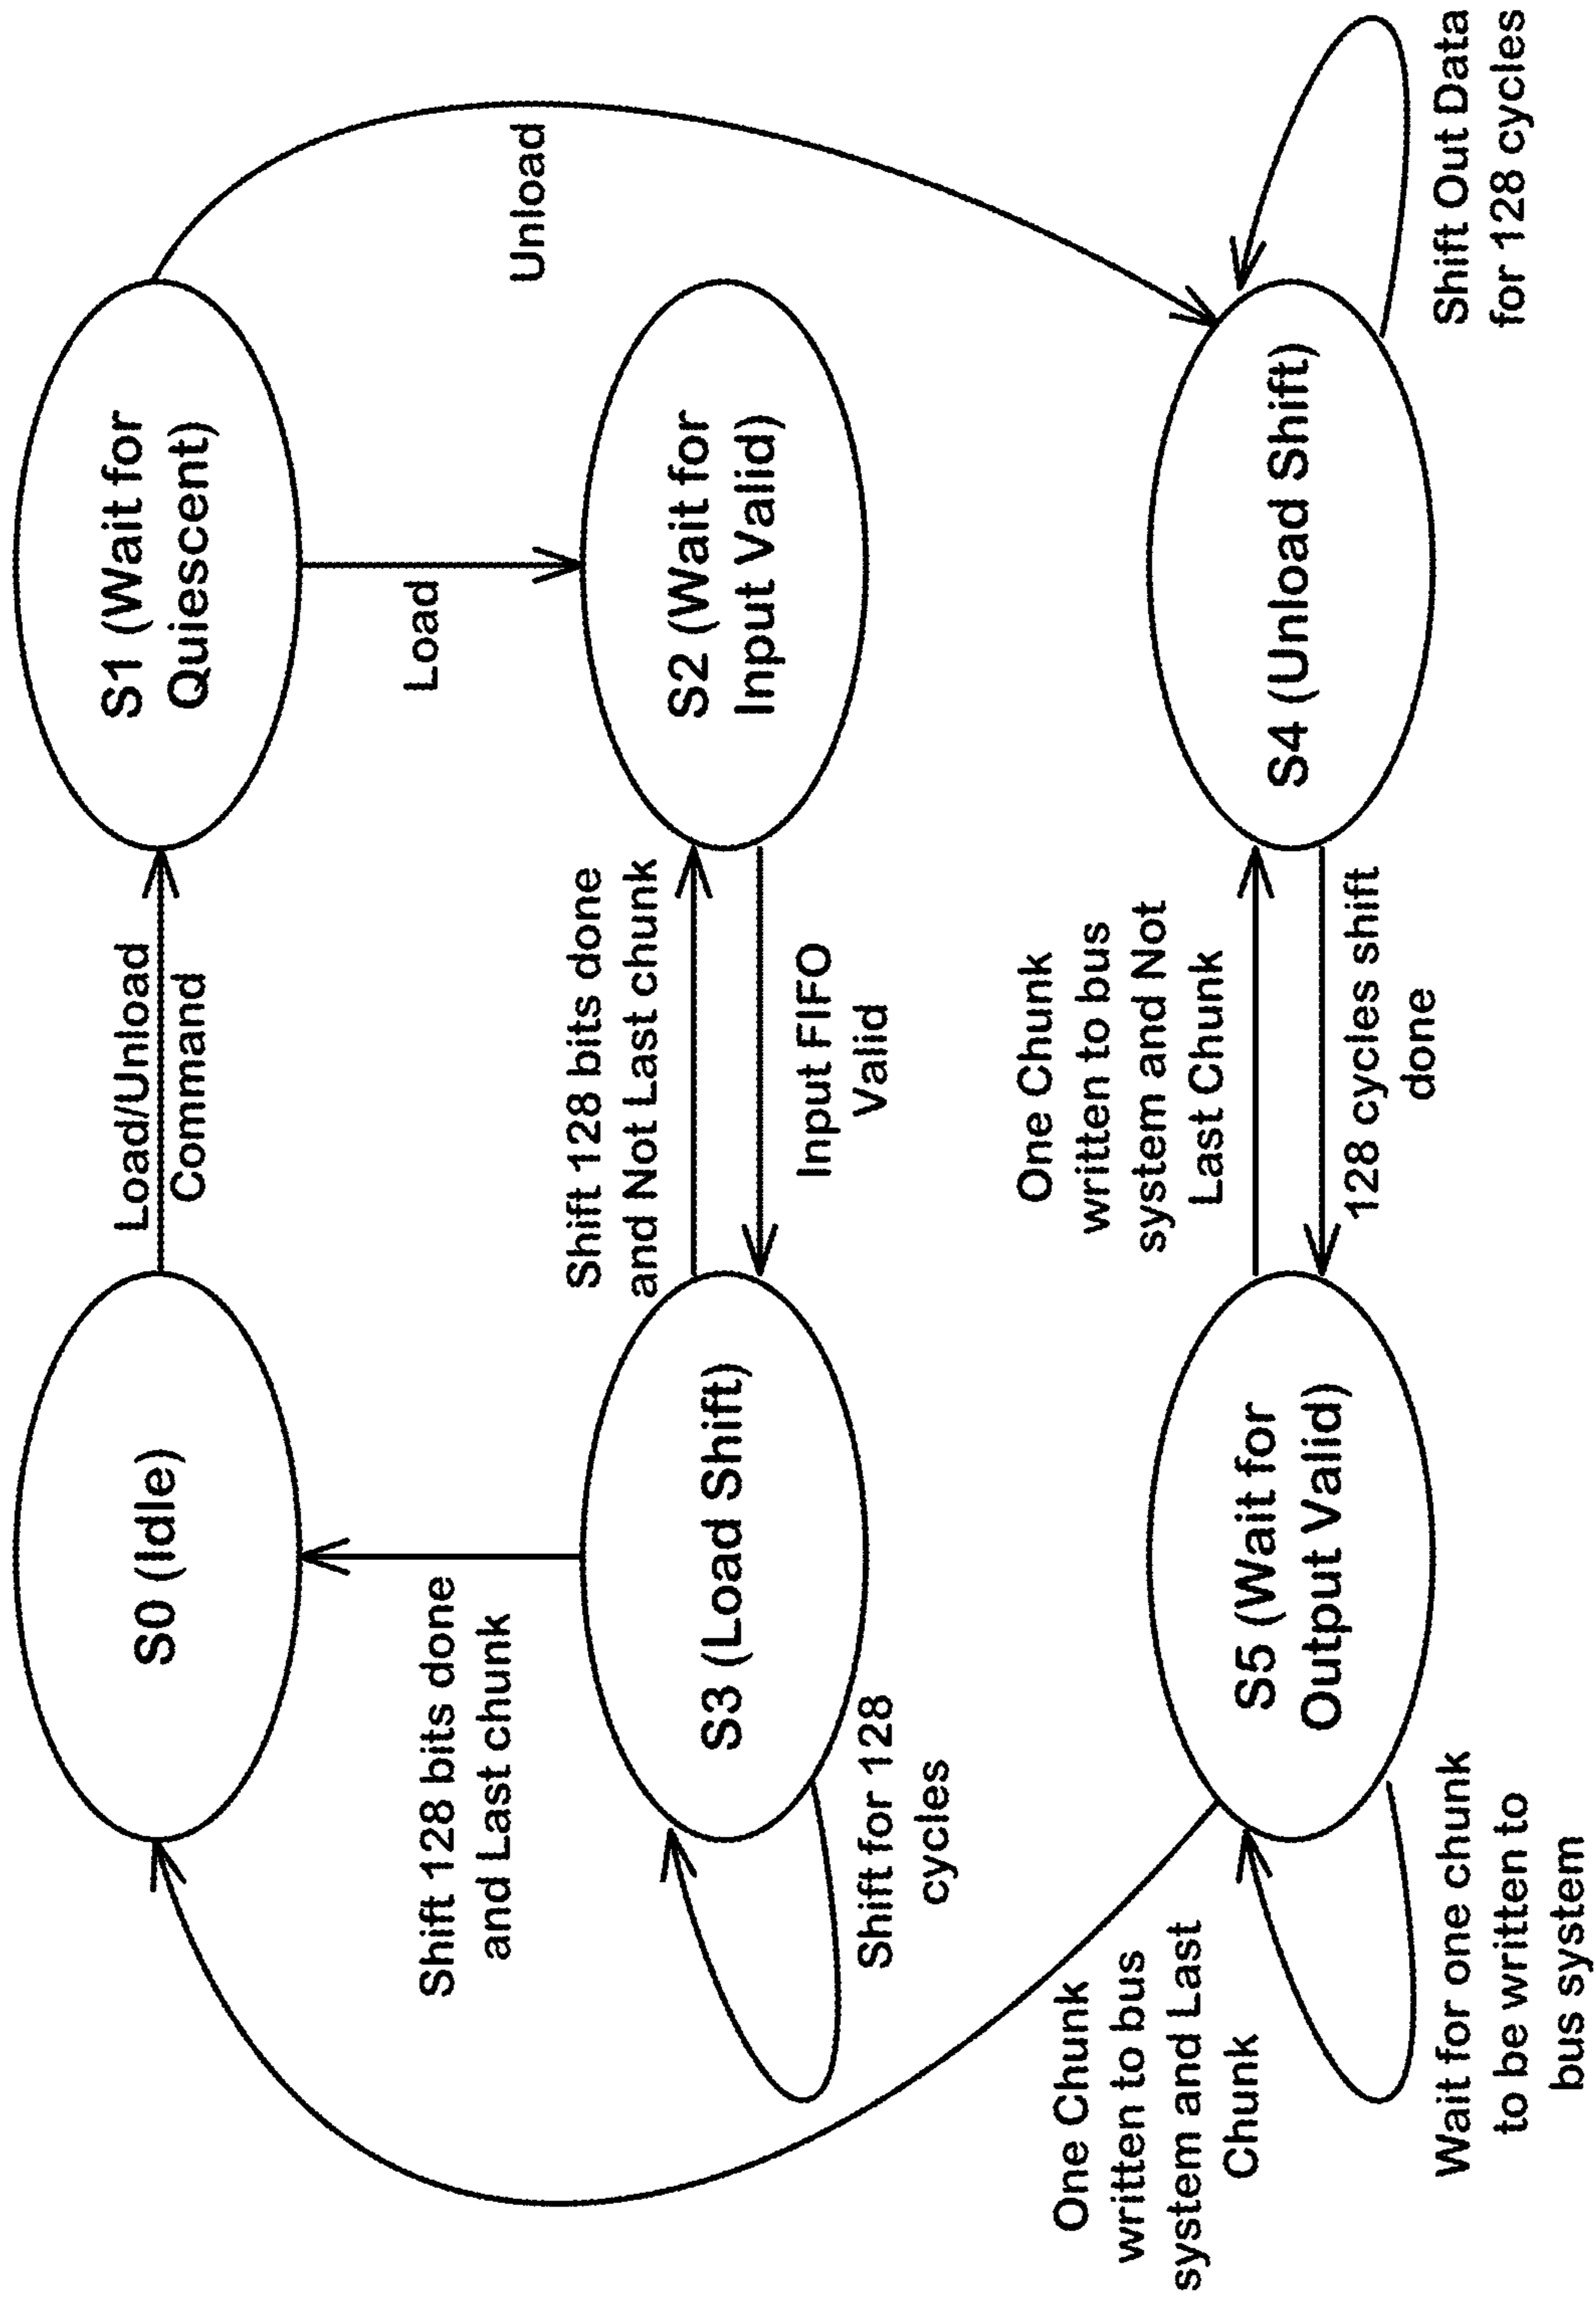 S0 (Idle)
Load/Unload
Command
S1 (Wait for
Quiescent)
Unload
Shift 128 bits done
and Last chunk
Load
S3 (Load Shift)
Shift for 128
cycles
Shift 128 bits done
and Not Last chunk
Input FIFO
Valid
S2 (Wait for
Input Valid)
One Chunk
written to bus
system and Last
Chunk
S5 (Wait for
Output Valid)
Wait for one chunk
to be written to
bus system
One Chunk
written to bus
system and Not
Last Chunk
128 cycles shift
done
S4 (Unload Shift)
Shift Out Data
for 128 cycles